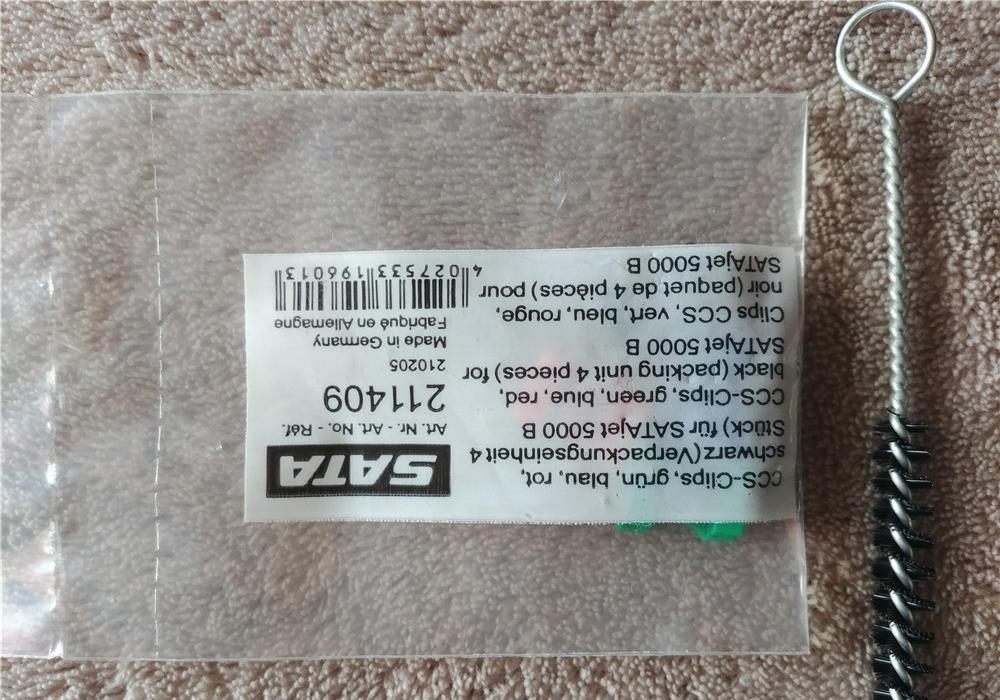 CCS-Clips, grün, blau, rot,
schwarz(Verpackungseinheit 4
Stück) für SATAjet 5000 B
CCS-Clips, green, blue, red,
black (packing unit 4 pieces) for
SATAjet 5000 B
Clips CCS, vert, bleu, rouge,
noir (paquet de 4 pièces) pour
SATAjet 5000 B
SATA
Art. Nr - Art. No. - Réf.
211409
210205
Made in Germany
Fabriqué en Allemagne
4 027533 196013